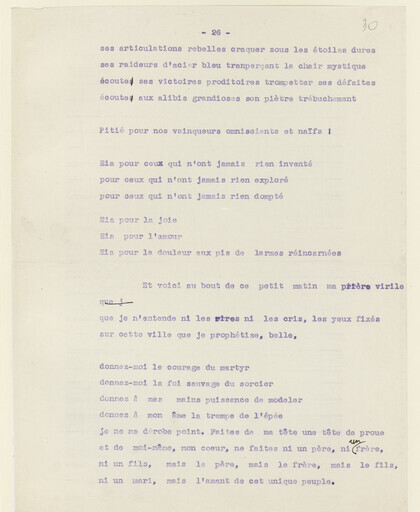 - 26 -
30
ses articulations rebelles craquer sous les étoiles dures
ses raideurs d'acier bleu tranperçant la chair mystique
écoute ses victoires proditoires trompetter ses défaites
écoute aux alibis grandioses son piètre trébuchement
Pitié pour nos vainqueurs omniscients et naïfs !
Eia pour ceux qui n'ont jamais rien inventé
pour ceux qui n'ont jamais rien exploré
pour ceux qui n'ont jamais rien dompté
Eia pour la joie
Eia pour l'amour
Eia pour la douleur aux pis de larmes réincarnées
Et voici au bout de ce petit matin ma prière virile
que j
que je n'entende ni les rires ni les cris, les yeux fixés
sur cette ville que je prophétise, belle,
donnez-moi le courage du martyr
donnez-moi la foi sauvage du sorcier
donnez à mes mains puissance de modeler
donnez à mon âme la trempe de l'épée
je ne me dérobe point. Faites de ma tête une tête de proue
et de moi-même, mon coeur, ne faites ni un père, ni un frère,
ni un fils, mais le père, mais le frère, mais le fils,
ni un mari, mais l'amant de cet unique peuple.